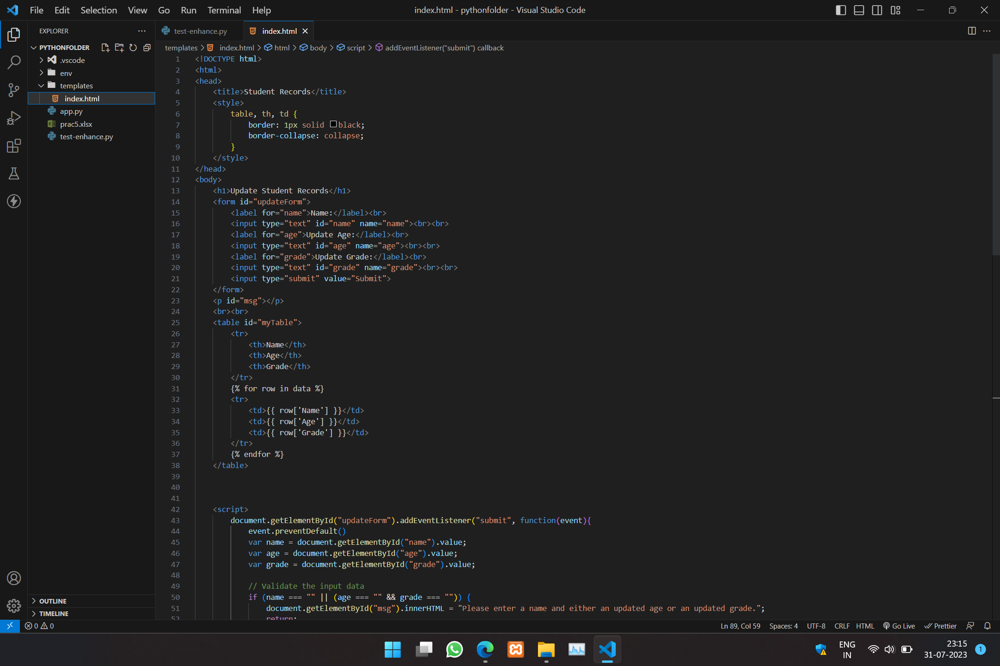 File Edit Selection View Go Run Terminal Help
index.html - pythonfolder - Visual Studio Code
EXPLORER
PYTHONFOLDER
.vscode
env
templates
index.html
app.py
prac5.xlsx
test-enhance.py
OUTLINE
TIMELINE
test-enhance.py index.html
templates > index.html > html > body > script > addEventListener("submit") callback
1 <!DOCTYPE html>
2 <html>
3 <head>
4 <title>Student Records</title>
5 <style>
6 table, th, td {
7 border: 1px solid black;
8 border-collapse: collapse;
9 }
10 </style>
11 </head>
12 <body>
13 <h1>Update Student Records</h1>
14 <form id="updateForm">
15 <label for="name">Name:</label><br>
16 <input type="text" id="name" name="name"><br><br>
17 <label for="age">Update Age:</label><br>
18 <input type="text" id="age" name="age"><br><br>
19 <label for="grade">Update Grade:</label><br>
20 <input type="text" id="grade" name="grade"><br><br>
21 <input type="submit" value="Submit">
22 </form>
23 <p id="msg"></p>
24 <br><br>
25 <table id="myTable">
26 <tr>
27 <th>Name</th>
28 <th>Age</th>
29 <th>Grade</th>
30 </tr>
31 {% for row in data %}
32 <tr>
33 <td>{{ row['Name'] }}</td>
34 <td>{{ row['Age'] }}</td>
35 <td>{{ row['Grade'] }}</td>
36 </tr>
37 {% endfor %}
38 </table>
39
40
41
42 <script>
43 document.getElementById("updateForm").addEventListener("submit", function(event){
44 event.preventDefault()
45 var name = document.getElementById("name").value;
46 var age = document.getElementById("age").value;
47 var grade = document.getElementById("grade").value;
48
49 // Validate the input data
50 if (name === "" || (age === "" && grade === "")) {
51 document.getElementById("msg").innerHTML = "Please enter a name and either an updated age or an updated grade.";
52 return;
0 0
Ln 89, Col 59 Spaces: 4 UTF-8 CRLF HTML Go Live Prettier
ENG
IN
23:15
31-07-2023
1